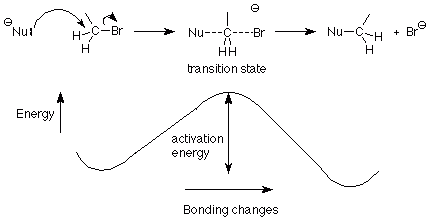 ⊖
Nu: H C Br H Nu C Br ⊖ H H Nu C H H + Br⊖
transition state
Energy
activation
energy
Bonding changes